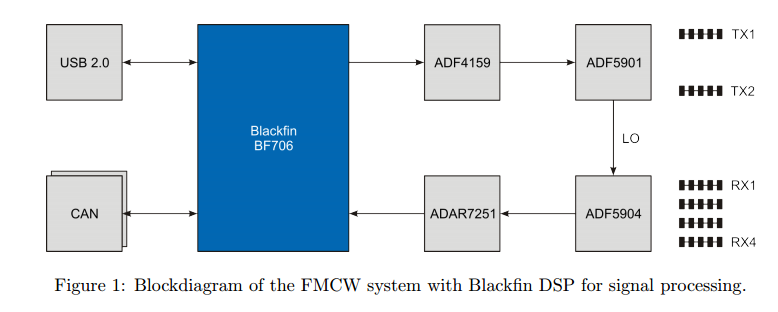 USB 2.0
Blackfin
BF706
ADF4159
ADF5901
TX1
TX2
LO
CAN
ADAR7251
ADF5904
RX1
RX4
Figure 1: Blockdiagram of the FMCW system with Blackfin DSP for signal processing.